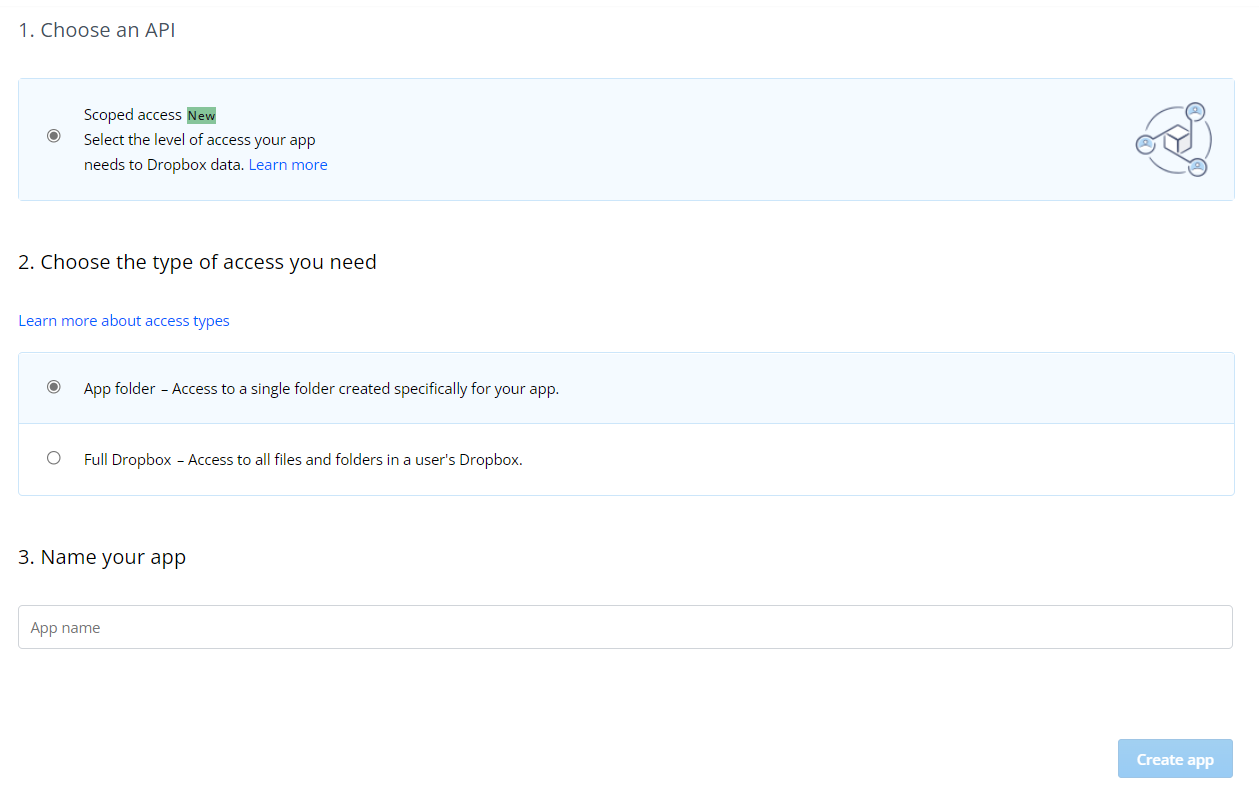 1. Choose an API
Scoped access New
Select the level of access your app
needs to Dropbox data. Learn more
2. Choose the type of access you need
Learn more about access types
App folder – Access to a single folder created specifically for your app.
Full Dropbox – Access to all files and folders in a user's Dropbox.
3. Name your app
App name
Create app